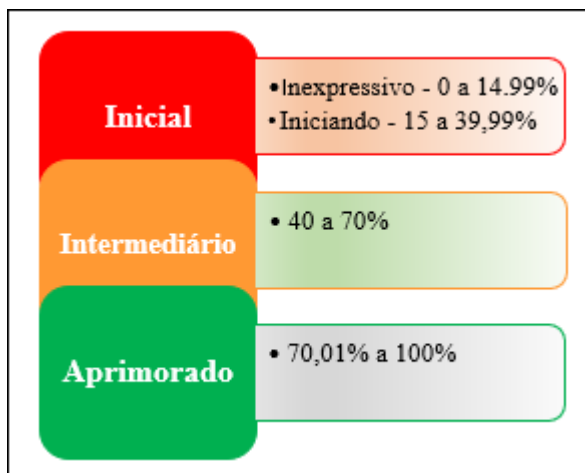 Inicial
•Inexpressivo - 0 a 14.99%
•Iniciando - 15 a 39,99%
Intermediário
• 40 a 70%
Aprimorado
• 70,01% a 100%